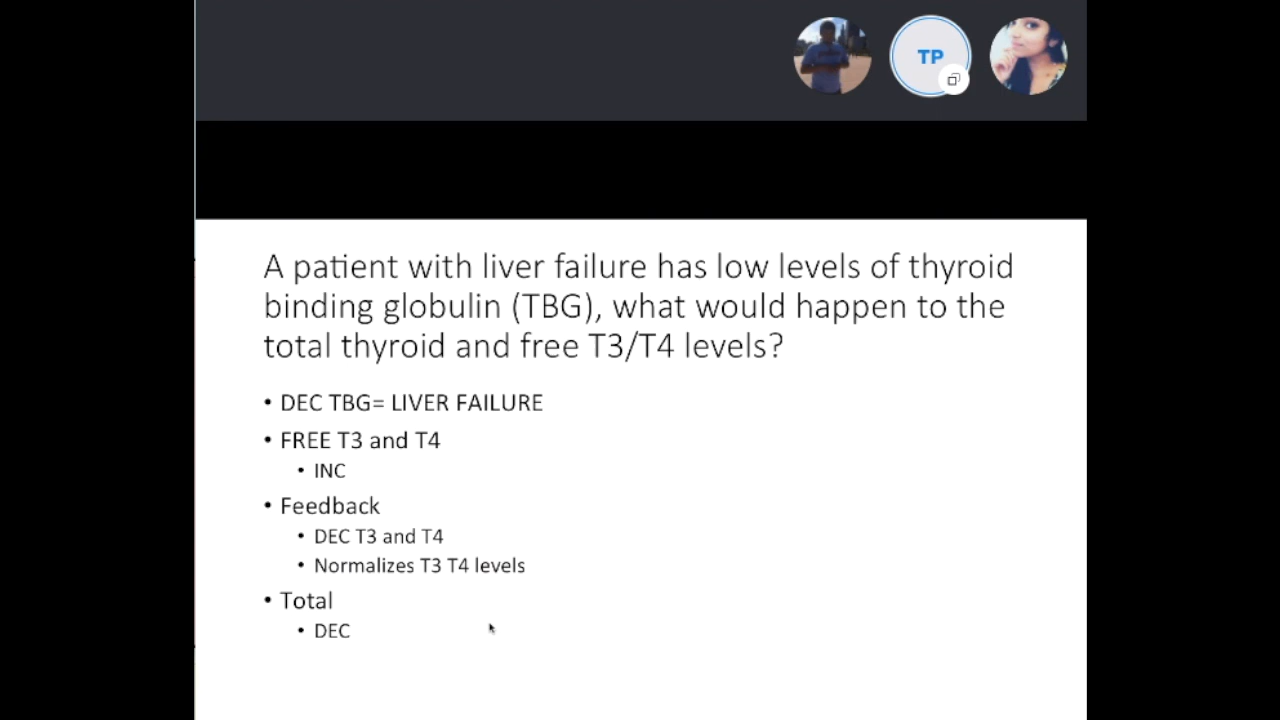 TP
A patient with liver failure has low levels of thyroid
binding globulin (TBG), what would happen to the
total thyroid and free T3/T4 levels?
• DEC TBG= LIVER FAILURE
• FREE T3 and T4
• INC
• Feedback
• DEC T3 and T4
• Normalizes T3 T4 levels
• Total
• DEC